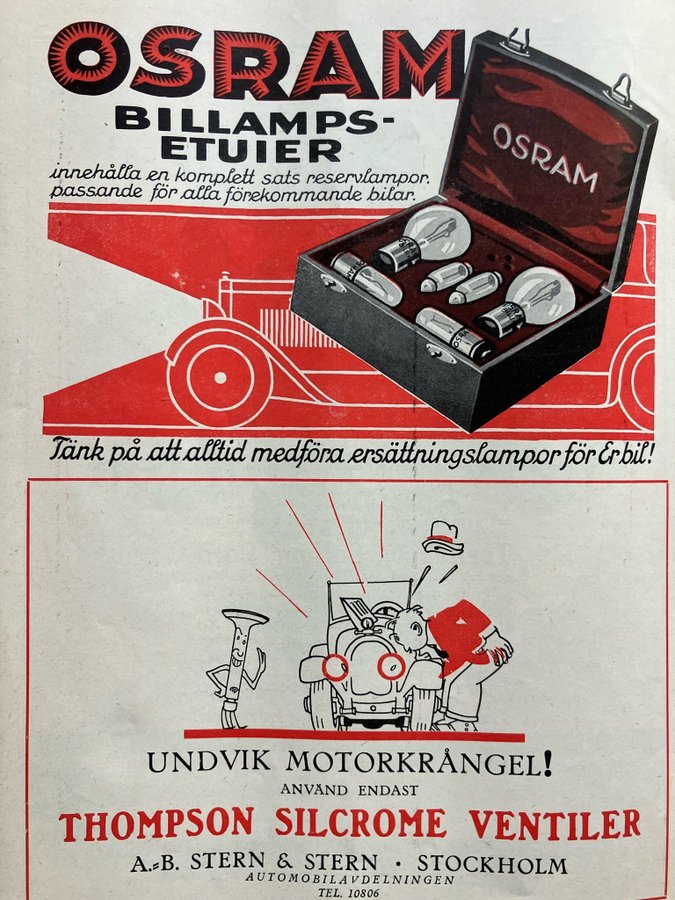 OSRAM
BILLAMPS-
ETUIER
innehålla en komplett sats reservlampor,
passande för alla förekommande bilar.
OSRAM
Tänk på att alltid medföra ersättningslampor för Er bil!
UNDVIK MOTORKRÅNGEL!
ANVÄND ENDAST
THOMPSON SILCROME VENTILER
A.-B. STERN & STERN · STOCKHOLM
AUTOMOBILAVDELNINGEN
TEL. 10806